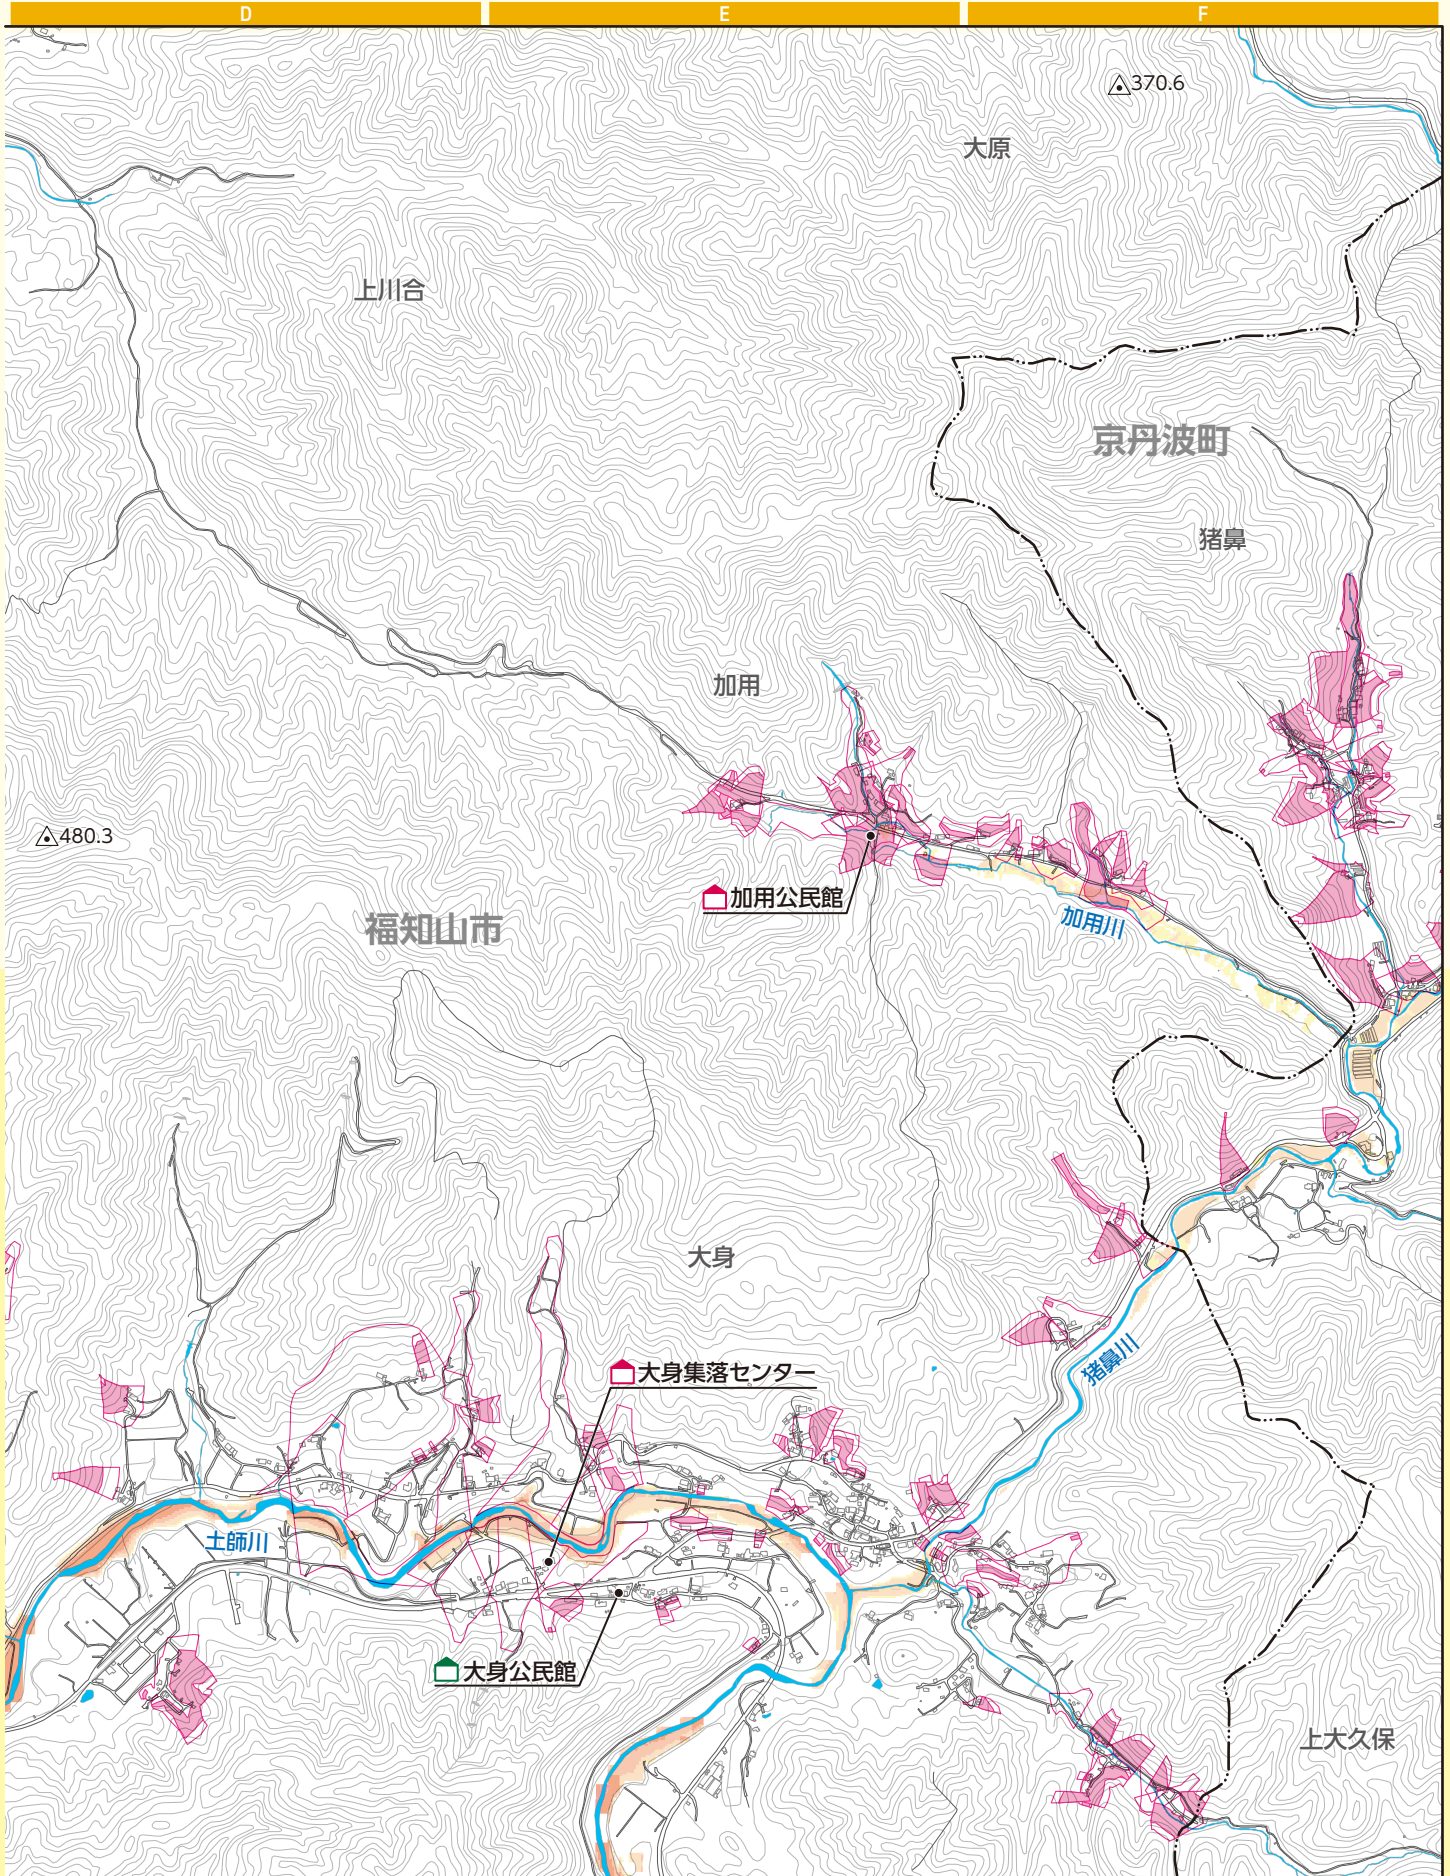 D
E
F
370.6
大原
上川合
京丹波町
猪鼻
加用
480.3
加用公民館
加用川
福知山市
大身
猪鼻川
大身集落センター
土師川
大身公民館
上大久保